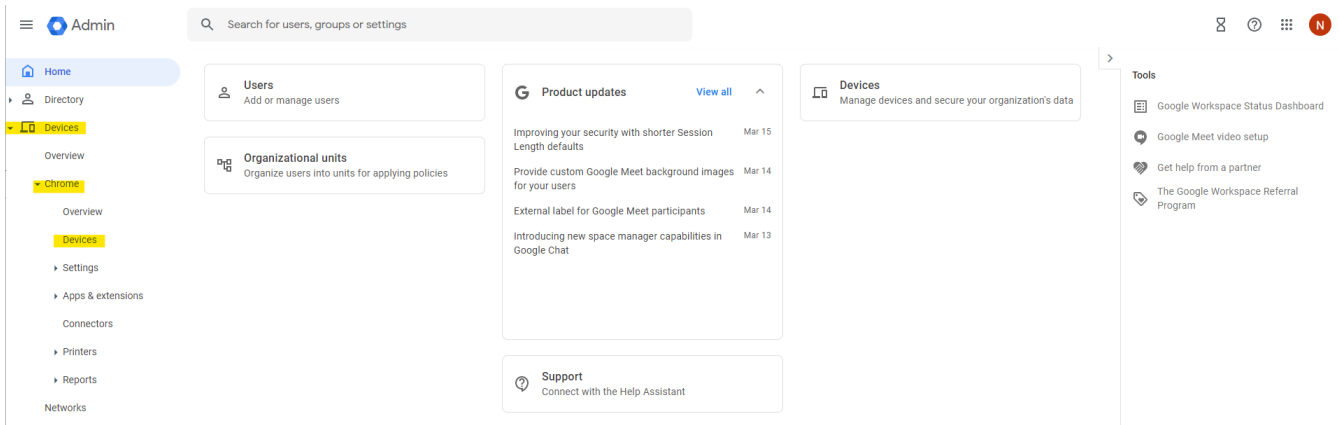 Admin
Search for users, groups or settings
N
Home
Directory
Devices
Overview
Chrome
Overview
Devices
Settings
Apps & extensions
Connectors
Printers
Reports
Networks
Users
Add or manage users
Organizational units
Organize users into units for applying policies
Product updates
View all
Improving your security with shorter Session
Length defaults
Mar 15
Provide custom Google Meet background images
for your users
Mar 14
External label for Google Meet participants
Mar 14
Introducing new space manager capabilities in
Google Chat
Mar 13
Support
Connect with the Help Assistant
Devices
Manage devices and secure your organization's data
Tools
Google Workspace Status Dashboard
Google Meet video setup
Get help from a partner
The Google Workspace Referral
Program